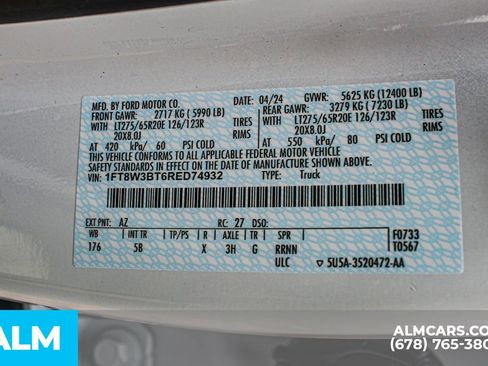 MFD. BY FORD MOTOR CO. DATE: 04/24 GVWR: 5625 KG (12400 LB)
FRONT GAWR: 2717 KG ( 5990 LB) REAR GAWR: 3279 KG ( 7230 LB)
WITH LT275/65R20E 126/123R WITH LT275/65R20E 126/123R
20X8.0J 20X8.0J
AT 420 kPa/ 60 PSI COLD AT 550 kPa/ 80 PSI COLD
THIS VEHICLE CONFORMS TO ALL APPLICABLE FEDERAL MOTOR VEHICLE
SAFETY STANDARDS IN EFFECT ON THE DATE OF MANUFACTURE SHOWN ABOVE.
VIN: 1FT8W3BT6RED74932 TYPE: Truck
EXT PNT: AZ RC: 27 DSO:
WB INT TR TP/PS R AXLE TR SPR F0733
176 5B X 3H G RRNN T0567
ULC 5U5A-3520472-AA
ALM
ALMCARS.CO
(678) 765-380